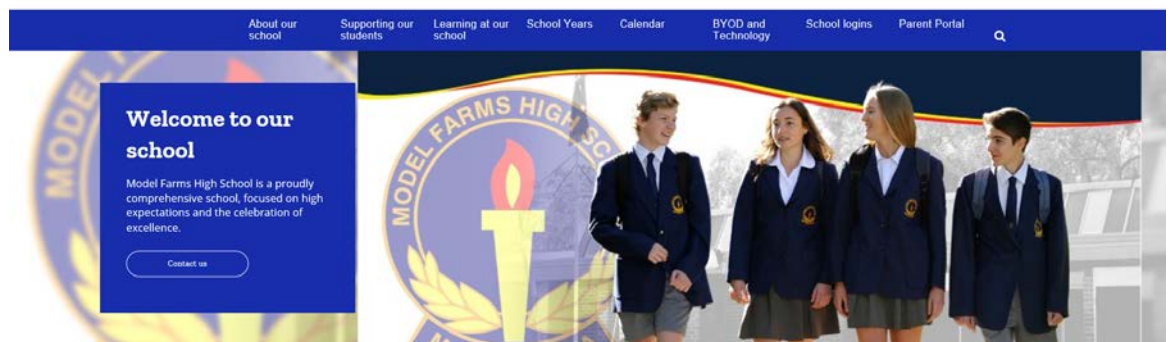 About our
school
Supporting our
students
Learning at our
school
School Years
Calendar
BYOD and
Technology
School logins
Parent Portal
Welcome to our
school
Model Farms High School is a proudly
comprehensive school, focused on high
expectations and the celebration of
excellence.
Contact us
MODEL
MODEL FARMS HIGH SC